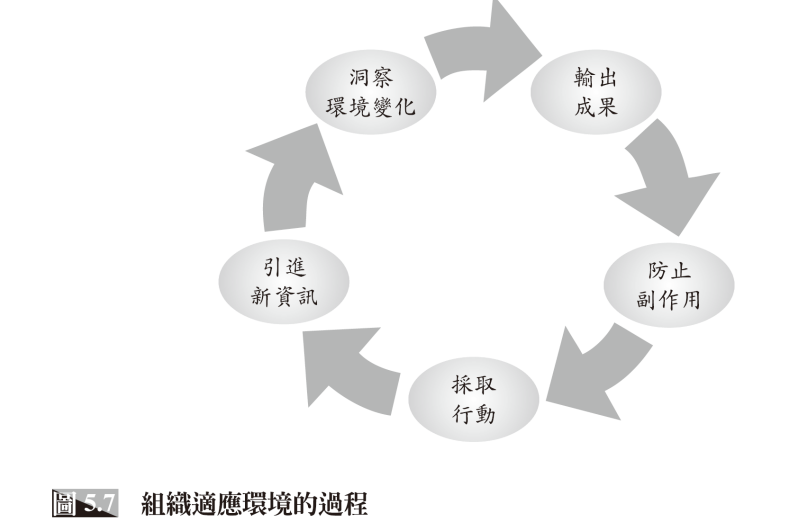 洞察
環境變化
輸出
成果
防止
副作用
採取
行動
引進
新資訊
圖 5.7 組織適應環境的過程